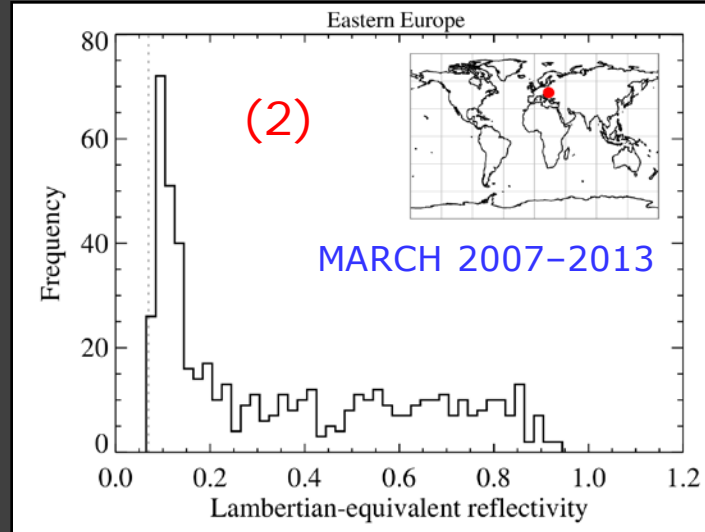 Eastern Europe
80
(2)
60
Frequency
40
MARCH 2007–2013
20
0
0.0 0.2 0.4 0.6 0.8 1.0 1.2
Lambertian-equivalent reflectivity